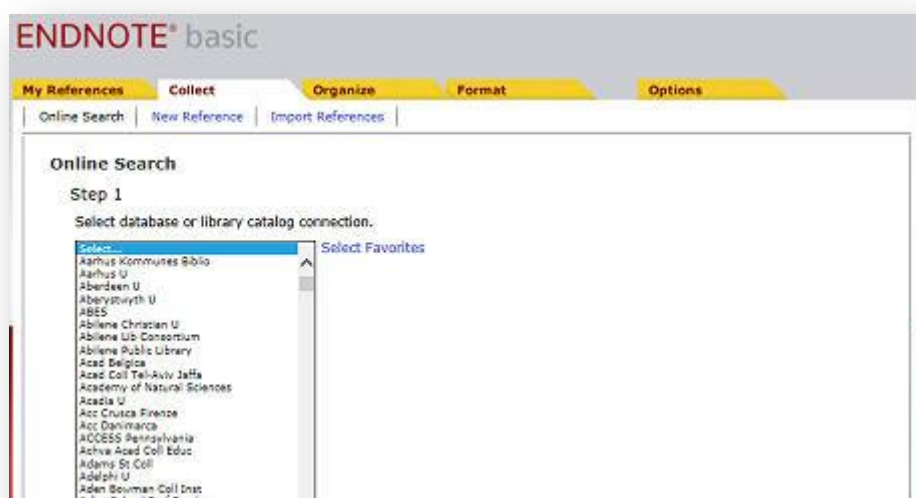 ENDNOTE® basic
My References Collect Organize Format Options
Online Search New Reference Import References
Online Search
Step 1
Select database or library catalog connection.
Select... Select Favorites
Aarhus Kommunes Biblio
Aarhus U
Aberdeen U
Aberystwyth U
ABES
Abilene Christian U
Abilene Lib Consortium
Abilene Public Library
Acad Belgica
Acad Coll Tel-Aviv Jaffa
Academy of Natural Sciences
Acadia U
Acc Crusca Firenze
Acc Danimarca
ACCESS Pennsylvania
Achva Acad Coll Educ
Adams St Coll
Adelphi U
Aden Bowman Coll Inst